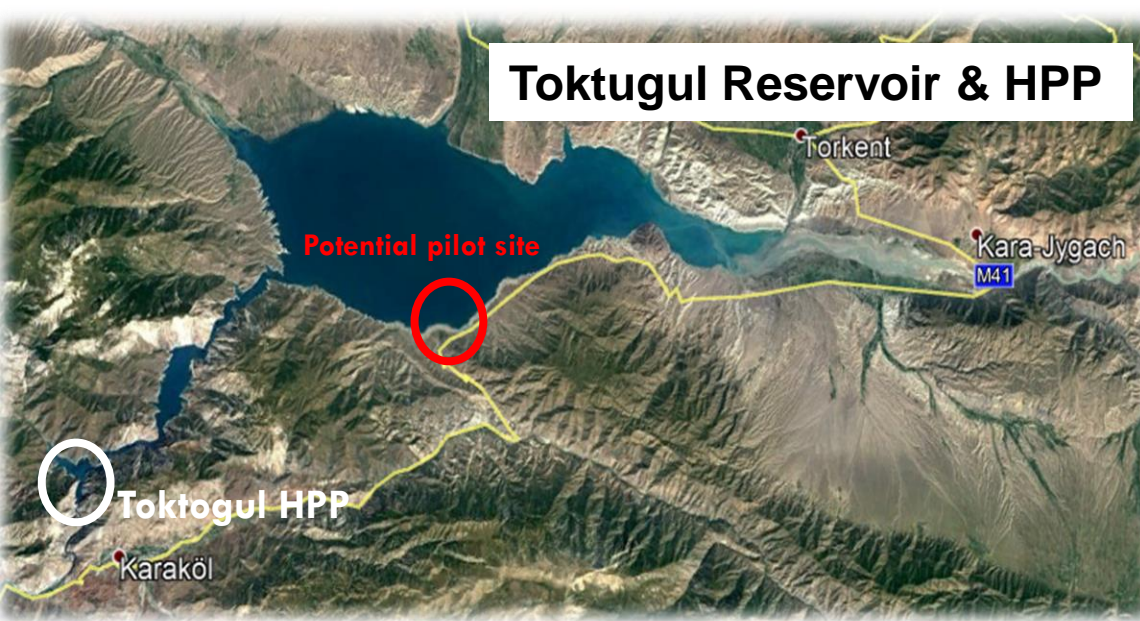 Toktugul Reservoir & HPP
Torkent
Potential pilot site
Kara-Jygach
M41
Toktogul HPP
Karaköl